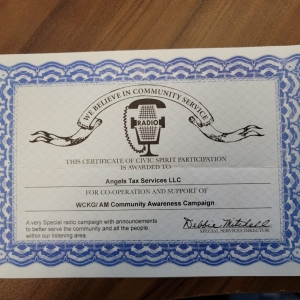 WE BELIEVE IN COMMUNITY SERVICE
RADIO
THIS CERTIFICATE OF CIVIC SPIRIT PARTICIPATION
IS AWARDED TO
Angels Tax Services LLC
FOR CO-OPERATION AND SUPPORT OF
WCKG/ AM Community Awareness Campaign
A very Special radio campaign with announcements
to better serve the community and all the people
within our listening area.
Debbie Mitchell
SPECIAL SERVICES DIRECTOR